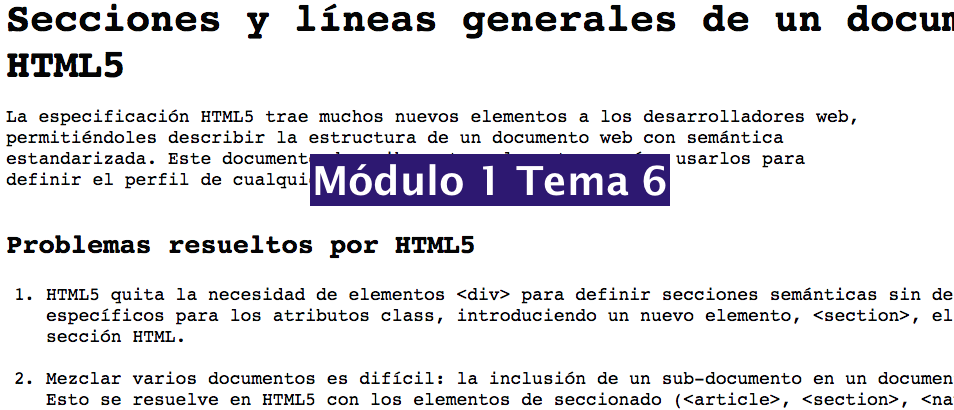 Secciones y líneas generales de un docum
HTML5
La especificación HTML5 trae muchos nuevos elementos a los desarrolladores web,
permitiéndoles describir la estructura de un documento web con semántica
estandarizada. Este document usarlos para
definir el perfil de cualqui
Módulo 1 Tema 6
Problemas resueltos por HTML5
1. HTML5 quita la necesidad de elementos <div> para definir secciones semánticas sin de
específicos para los atributos class, introduciendo un nuevo elemento, <section>, el
sección HTML.
2. Mezclar varios documentos es difícil: la inclusión de un sub-documento en un documen
Esto se resuelve en HTML5 con los elementos de seccionado (<article>, <section>, <na